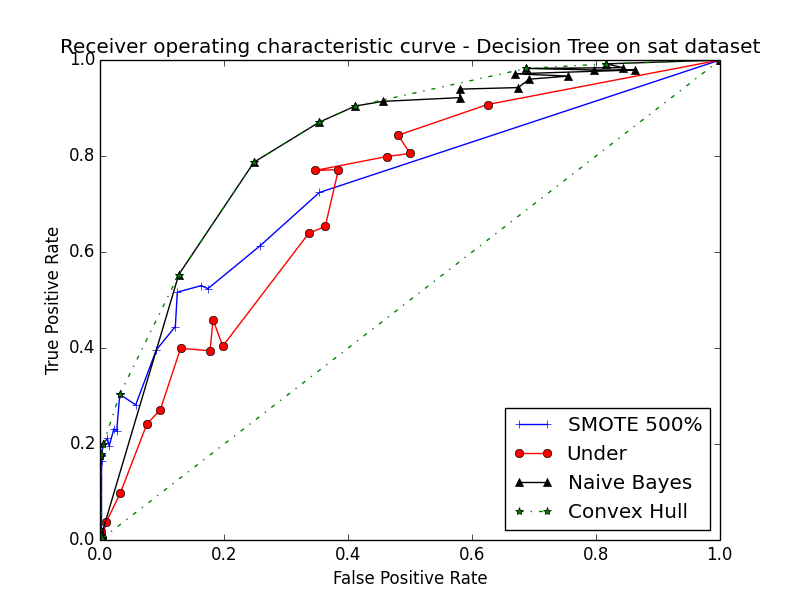 Receiver operating characteristic curve - Decision Tree on sat dataset
1.0
0.8
0.6
0.4
0.2
0.0
True Positive Rate
0.0 0.2 0.4 0.6 0.8 1.0
False Positive Rate
SMOTE 500%
Under
Naive Bayes
Convex Hull